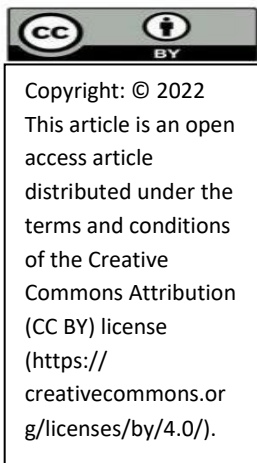 cc
BY
Copyright: © 2022
This article is an open
access article
distributed under the
terms and conditions
of the Creative
Commons Attribution
(CC BY) license
(https://
creativecommons.or
g/licenses/by/4.0/).